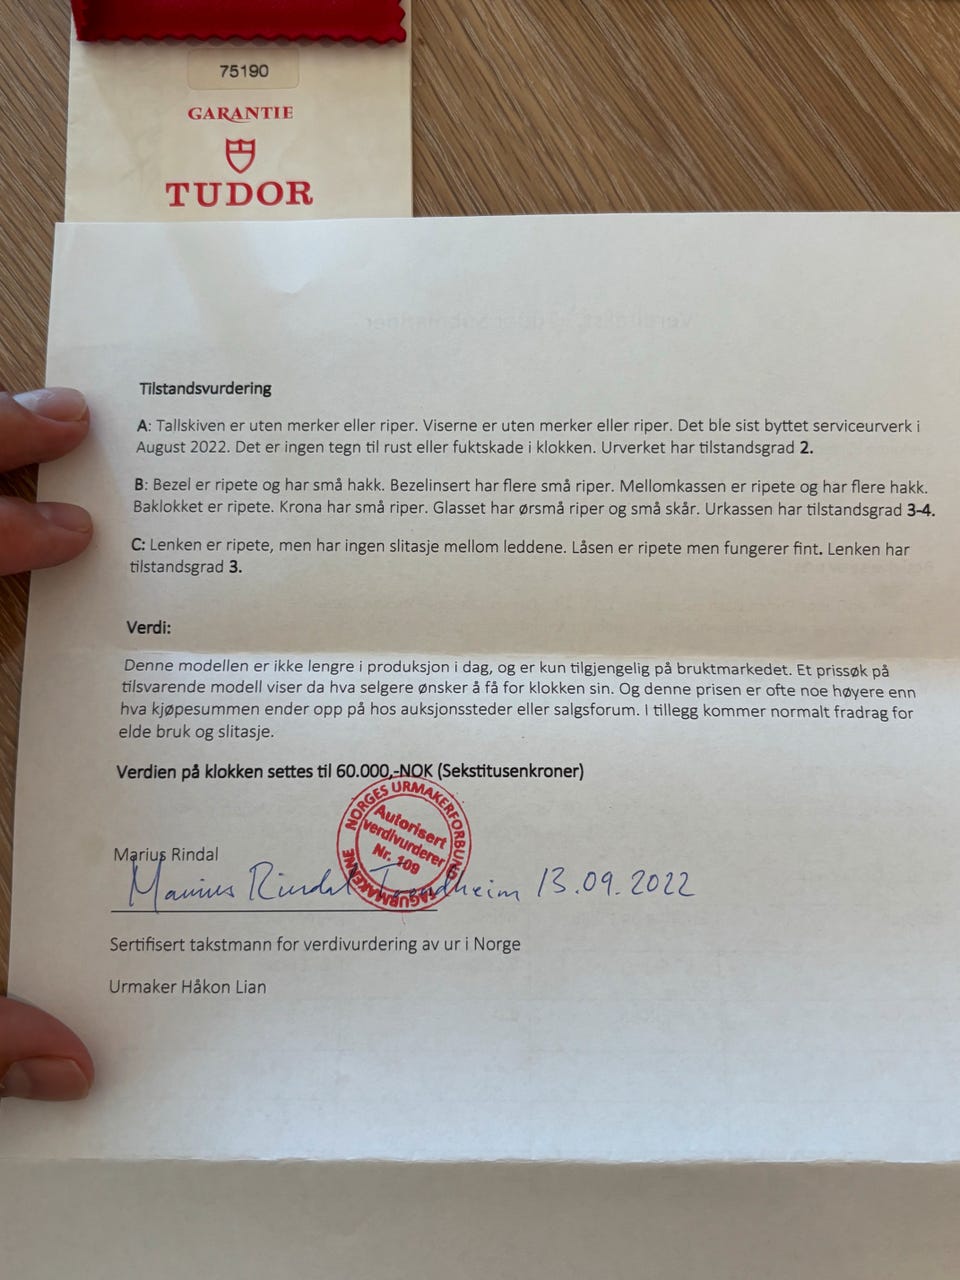 75190
GARANTIE
TUDOR
Tilstandsvurdering
A: Tallskiven er uten merker eller riper. Viserne er uten merker eller riper. Det ble sist byttet serviceurverk i
August 2022. Det er ingen tegn til rust eller fuktskade i klokken. Urverket har tilstandsgrad 2.
B: Bezel er ripete og har små hakk. Bezelinsert har flere små riper. Mellomkassen er ripete og har flere hakk.
Baklokket er ripete. Krona har små riper. Glasset har ørsmå riper og små skår. Urkassen har tilstandsgrad 3-4.
C: Lenken er ripete, men har ingen slitasje mellom leddene. Låsen er ripete men fungerer fint. Lenken har
tilstandsgrad 3.
Verdi:
Denne modellen er ikke lengre i produksjon i dag, og er kun tilgjengelig på bruktmarkedet. Et prissøk på
tilsvarende modell viser da hva selgere ønsker å få for klokken sin. Og denne prisen er ofte noe høyere enn
hva kjøpesummen ender opp på hos auksjonssteder eller salgsforum. I tillegg kommer normalt fradrag for
elde bruk og slitasje.
Verdien på klokken settes til 60.000,-NOK (Sekstitusenkroner)
NORGES URMAKERFORBUND
Autorisert
verdivurderer
Nr. 109
FAGURMAKERNE
Marius Rindal
Marius Rindal Trondheim 13.09.2022
Sertifisert takstmann for verdivurdering av ur i Norge
Urmaker Håkon Lian